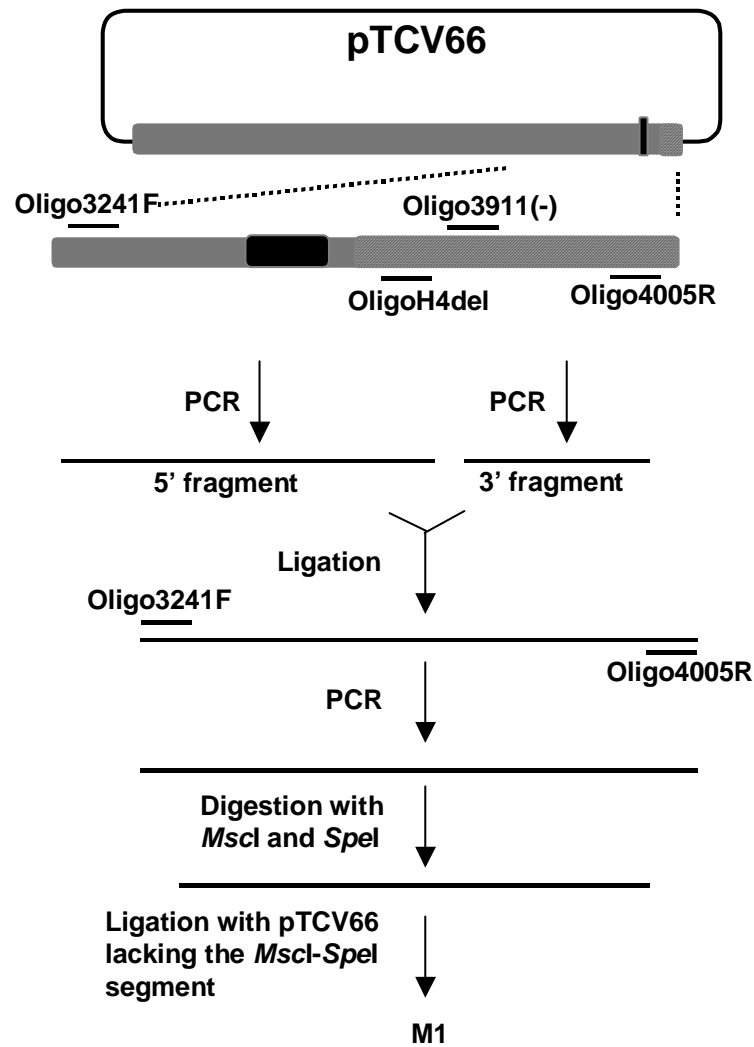 pTCV66
Oligo3241F
Oligo3911(-)
OligoH4del
Oligo4005R
PCR
PCR
5’ fragment
3’ fragment
Ligation
Oligo3241F
Oligo4005R
PCR
Digestion with
MscI and SpeI
Ligation with pTCV66
lacking the MscI-SpeI
segment
M1